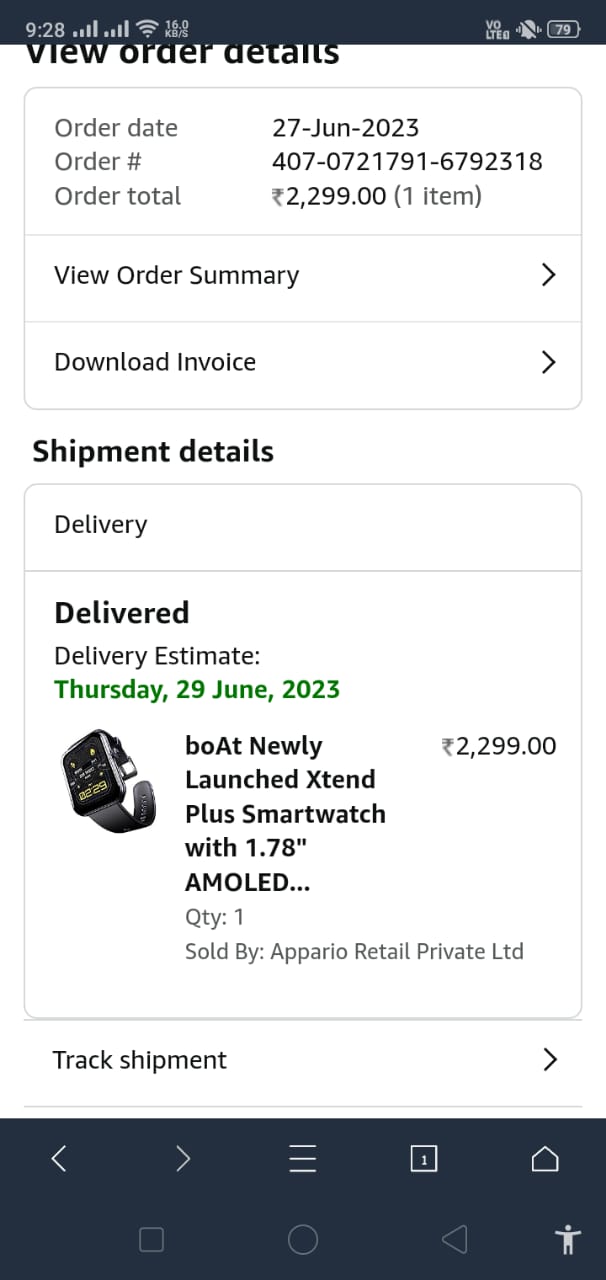 9:28 16.0 KB/S VO LTE 79
View order details
Order date 27-Jun-2023
Order # 407-0721791-6792318
Order total ₹2,299.00 (1 item)
View Order Summary
Download Invoice
Shipment details
Delivery
Delivered
Delivery Estimate:
Thursday, 29 June, 2023
boAt Newly ₹2,299.00
Launched Xtend
Plus Smartwatch
with 1.78"
AMOLED...
Qty: 1
Sold By: Appario Retail Private Ltd
02:29
Track shipment
1